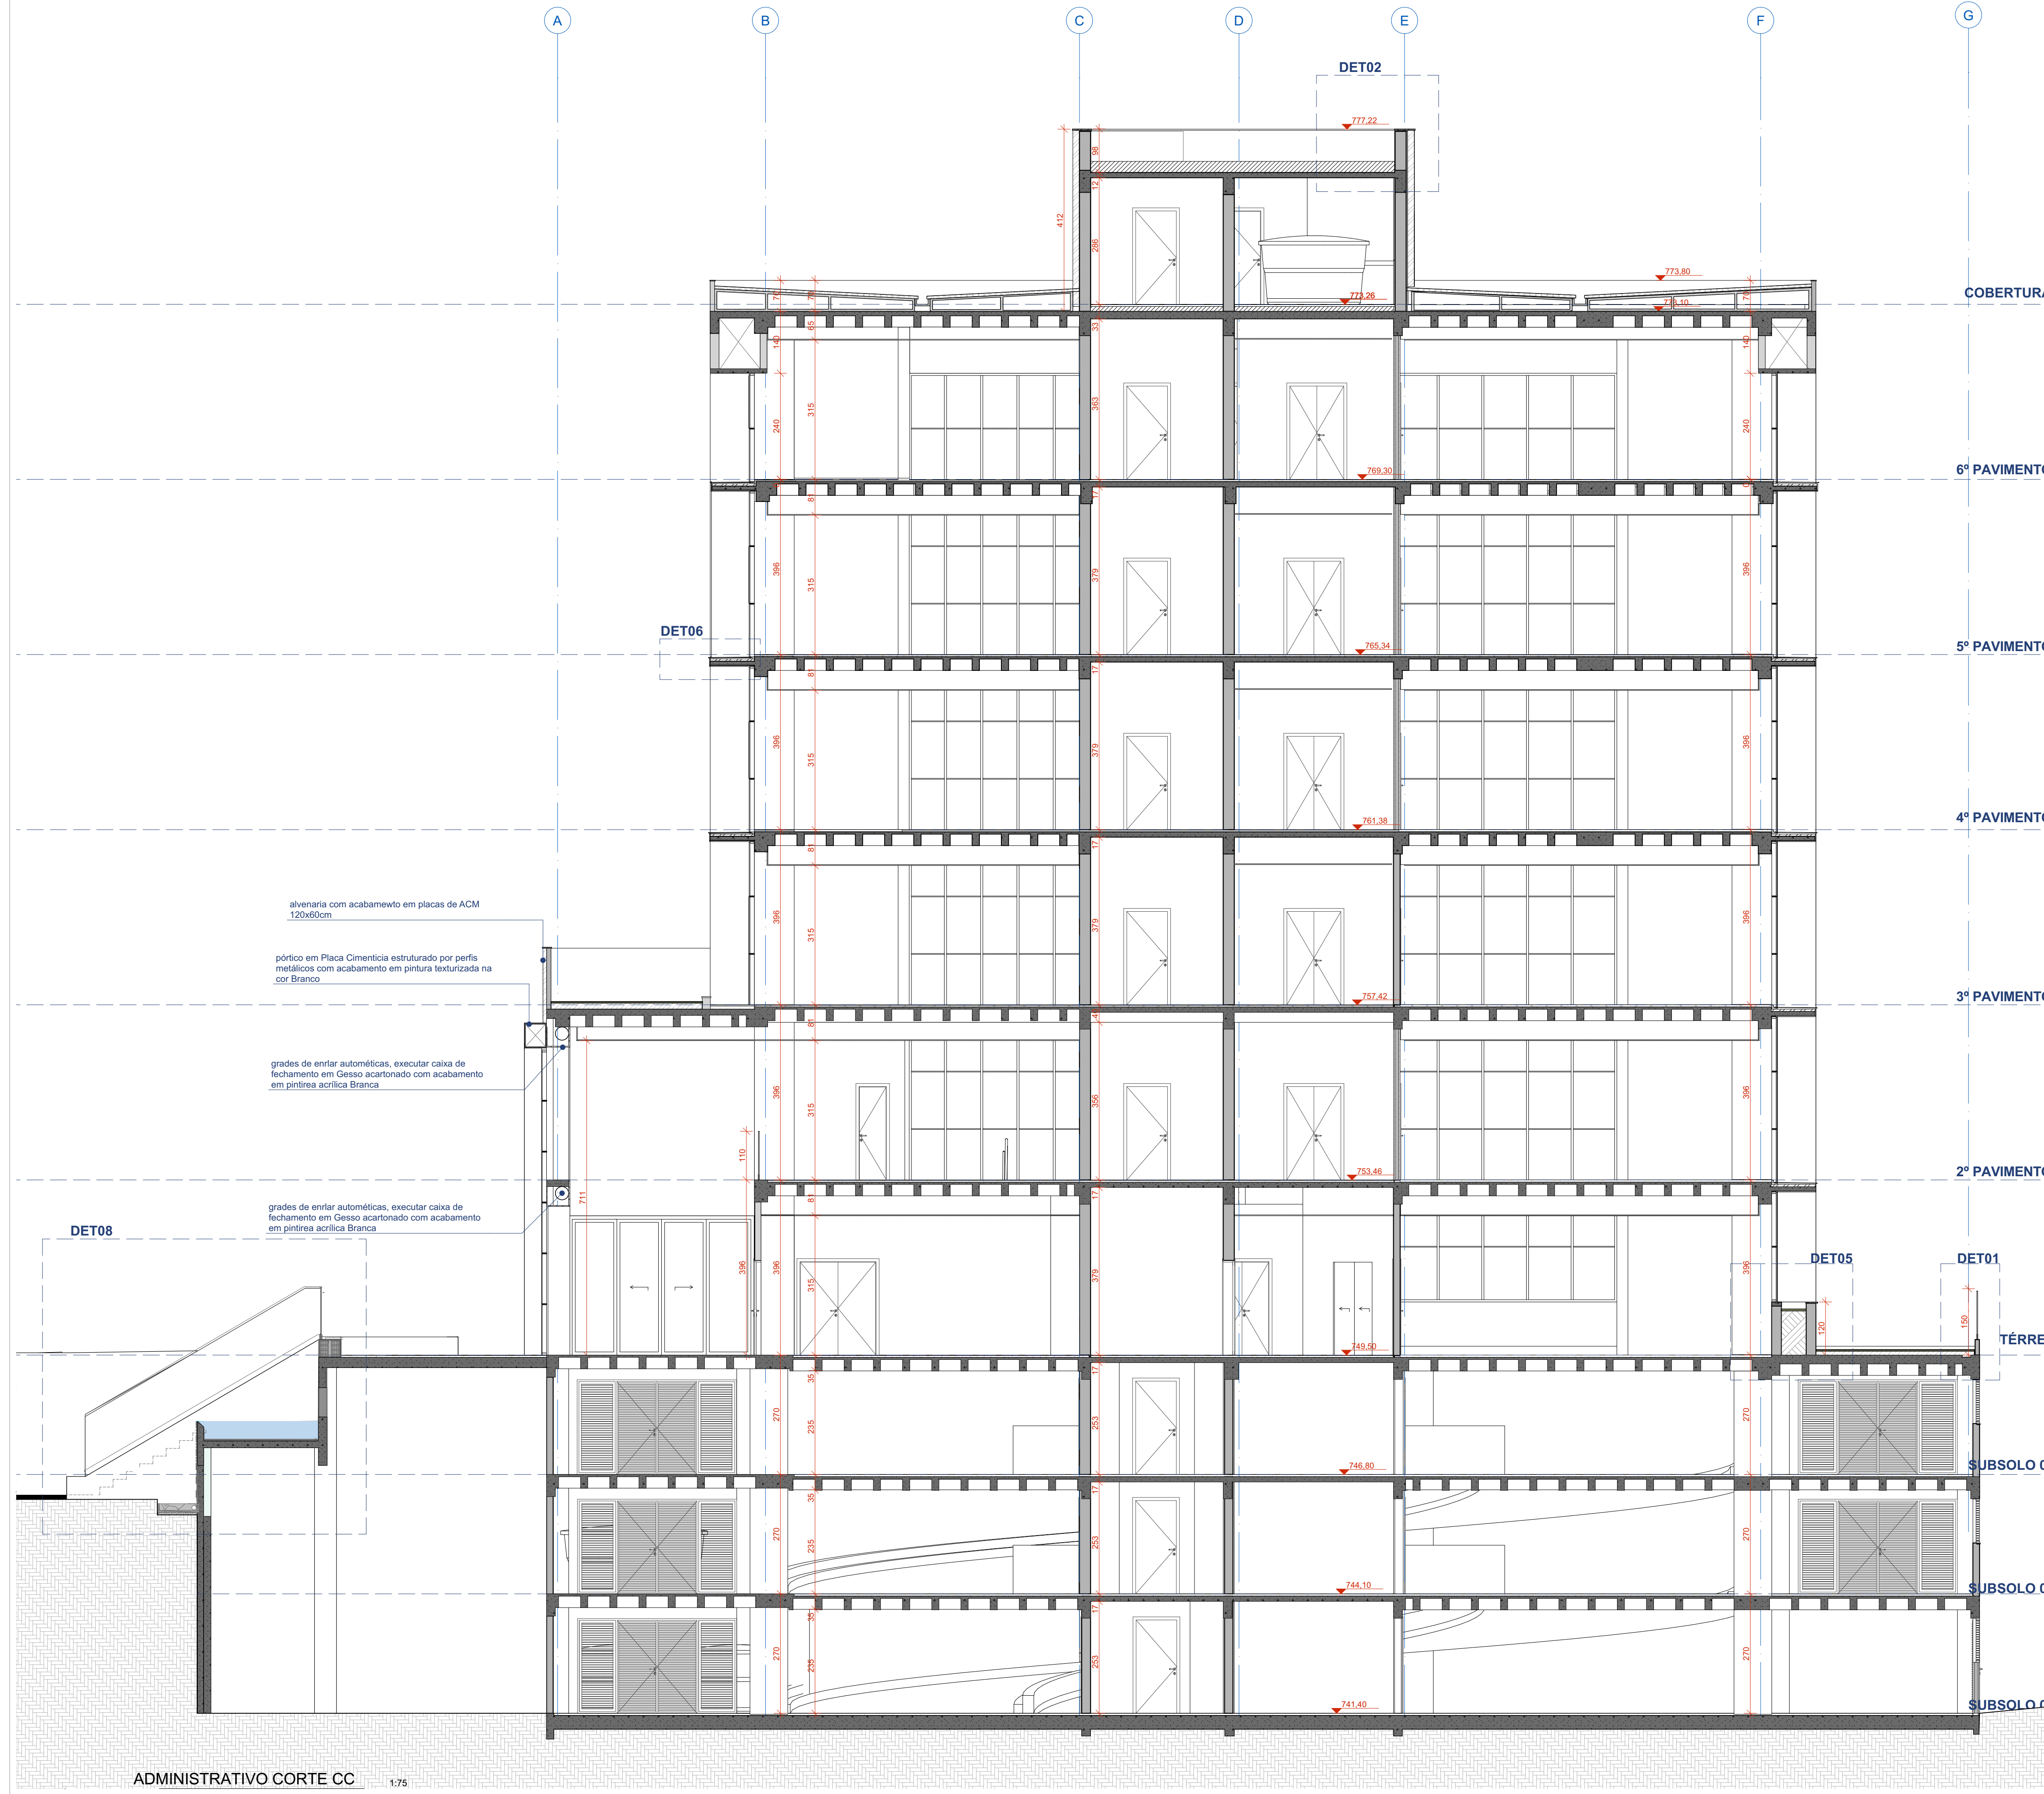 A
B
C
D
E
F
G
DET02
777,22
98
12
412
286
773,80
70
70
70
773,26
773,10
COBERTURA
65
33
140
140
363
315
240
240
769,30
6º PAVIMENTO
81
17
396
315
379
396
DET06
765,34
5º PAVIMENTO
81
17
396
315
379
396
761,38
4º PAVIMENTO
81
17
alvenaria com acabamewto em placas de ACM
120x60cm
396
315
379
396
pórtico em Placa Cimenticia estruturado por perfis
metálicos com acabamento em pintura texturizada na
cor Branco
757,42
3º PAVIMENTO
81
grades de enrlar autométicas, executar caixa de
fechamento em Gesso acartonado com acabamento
em pintirea acrílica Branca
396
315
356
396
110
753,46
2º PAVIMENTO
711
81
17
grades de enrlar autométicas, executar caixa de
fechamento em Gesso acartonado com acabamento
em pintirea acrílica Branca
DET08
DET05
DET01
396
396
315
379
396
120
150
749,50
TÉRRE
35
17
270
235
253
270
746,80
SUBSOLO 0
35
17
270
235
253
270
744,10
SUBSOLO 0
35
17
270
235
253
270
741,40
SUBSOLO 0
ADMINISTRATIVO CORTE CC
1:75